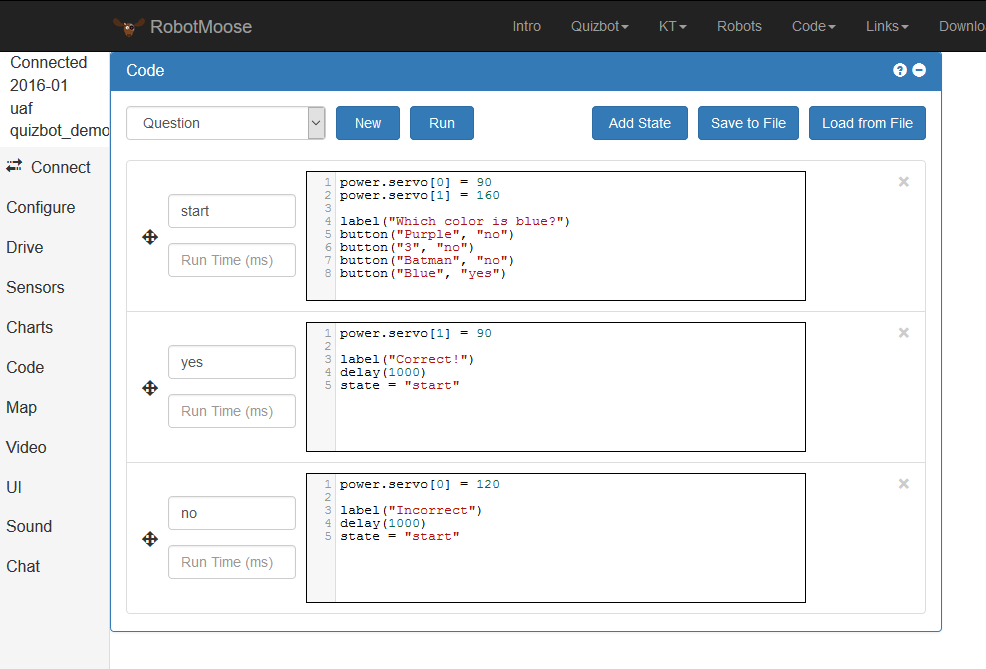 RobotMoose Intro Quizbot KT Robots Code Links Downlo
Connected
2016-01
uaf
quizbot_demo
Connect
Configure
Drive
Sensors
Charts
Code
Map
Video
UI
Sound
Chat
Code
Question New Run Add State Save to File Load from File
start
Run Time (ms)
1 power.servo[0] = 90
2 power.servo[1] = 160
3
4 label("Which color is blue?")
5 button("Purple", "no")
6 button("3", "no")
7 button("Batman", "no")
8 button("Blue", "yes")
yes
Run Time (ms)
1 power.servo[1] = 90
2
3 label("Correct!")
4 delay(1000)
5 state = "start"
no
Run Time (ms)
1 power.servo[0] = 120
2
3 label("Incorrect")
4 delay(1000)
5 state = "start"